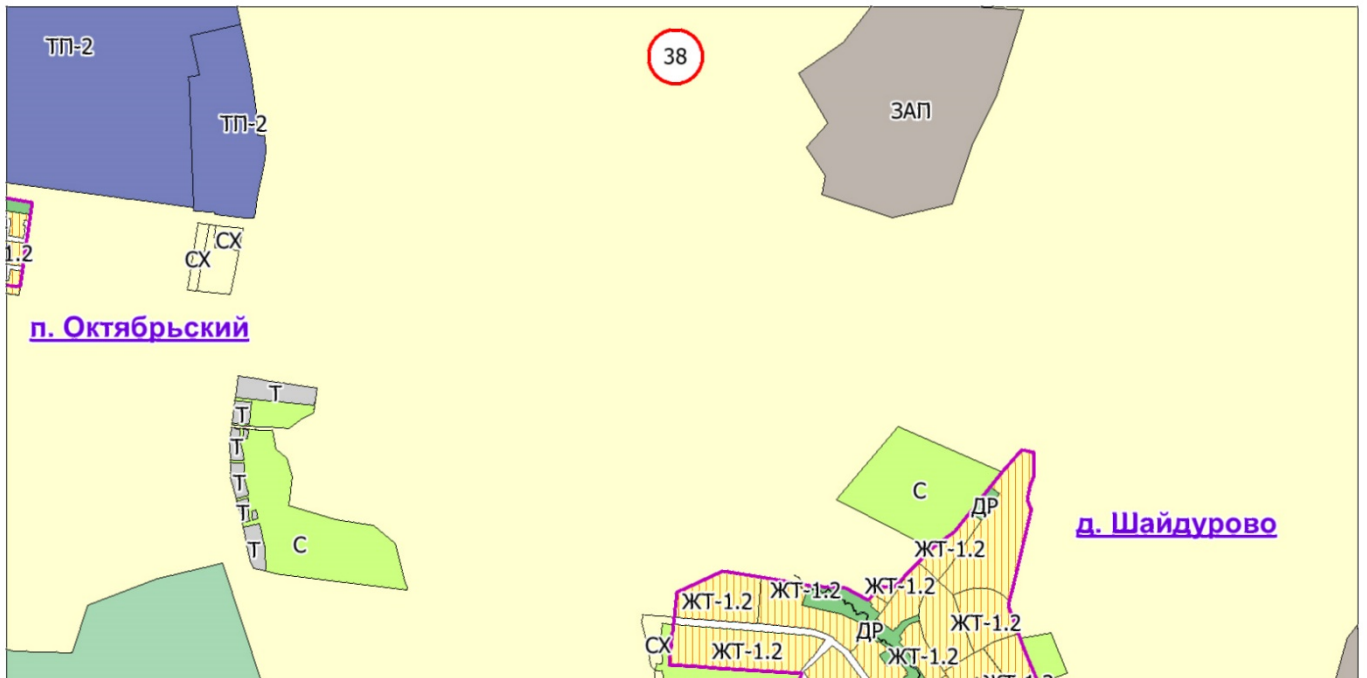 ТП-2
38
ЗАП
ТП-2
СХ
СХ
1.2
п. Октябрьский
Т
Т
Т
Т
Т
Т
С
С
ДР
д. Шайдурово
ЖТ-1.2
ЖТ-1.2
ЖТ-1.2
ЖТ-1.2
ЖТ-1.2
ДР
СХ
ЖТ-1.2
ЖТ-1.2
ЖТ-1.2